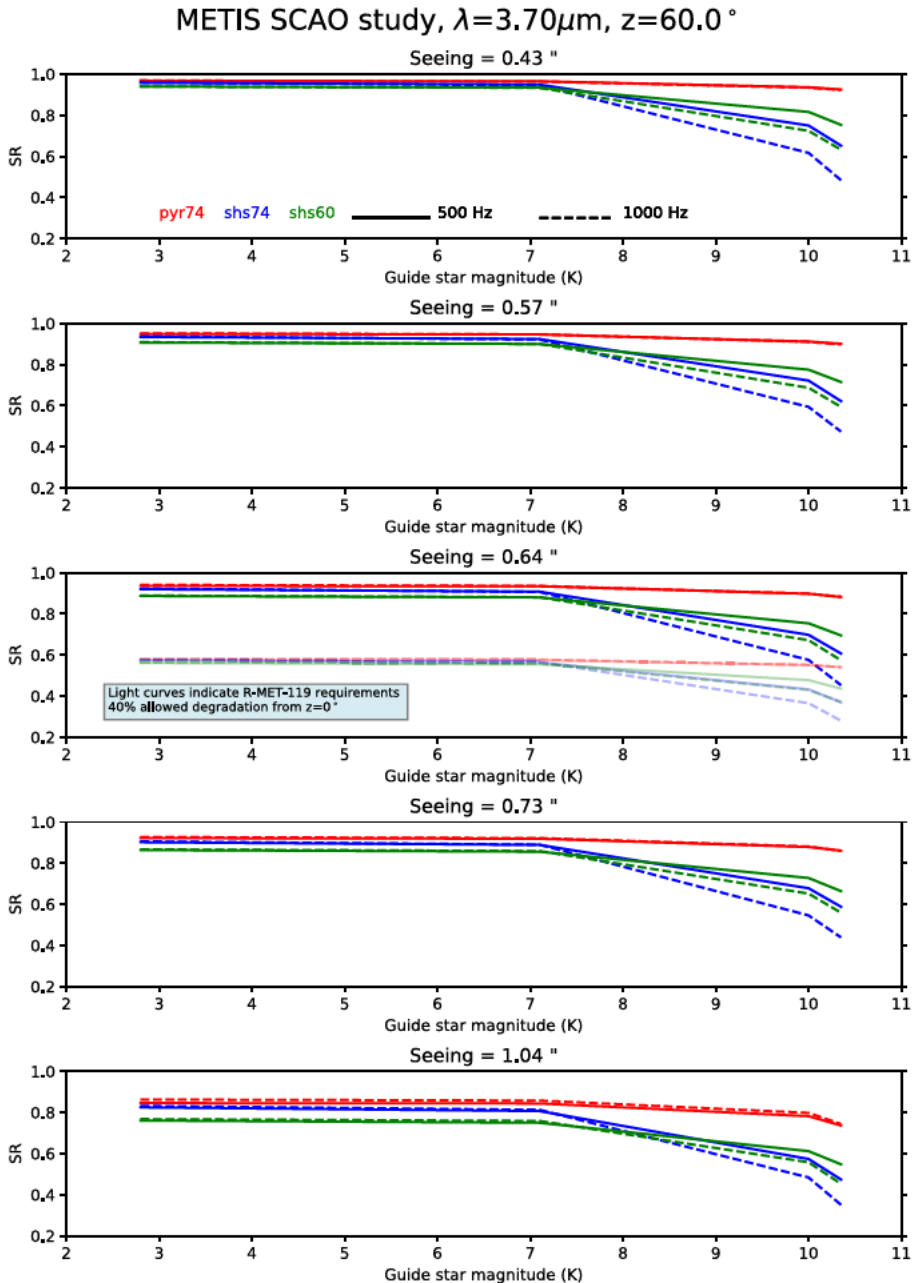 METIS SCAO study, λ=3.70μm, z=60.0°
Seeing = 0.43 "
1.0
0.8
0.6
0.4
0.2
SR
pyr74 shs74 shs60 500 Hz 1000 Hz
2 3 4 5 6 7 8 9 10 11
Guide star magnitude (K)
Seeing = 0.57 "
1.0
0.8
0.6
0.4
0.2
SR
2 3 4 5 6 7 8 9 10 11
Guide star magnitude (K)
Seeing = 0.64 "
1.0
0.8
0.6
0.4
0.2
SR
Light curves indicate R-MET-119 requirements
40% allowed degradation from z=0°
2 3 4 5 6 7 8 9 10 11
Guide star magnitude (K)
Seeing = 0.73 "
1.0
0.8
0.6
0.4
0.2
SR
2 3 4 5 6 7 8 9 10 11
Guide star magnitude (K)
Seeing = 1.04 "
1.0
0.8
0.6
0.4
0.2
SR
2 3 4 5 6 7 8 9 10 11
Guide star magnitude (K)